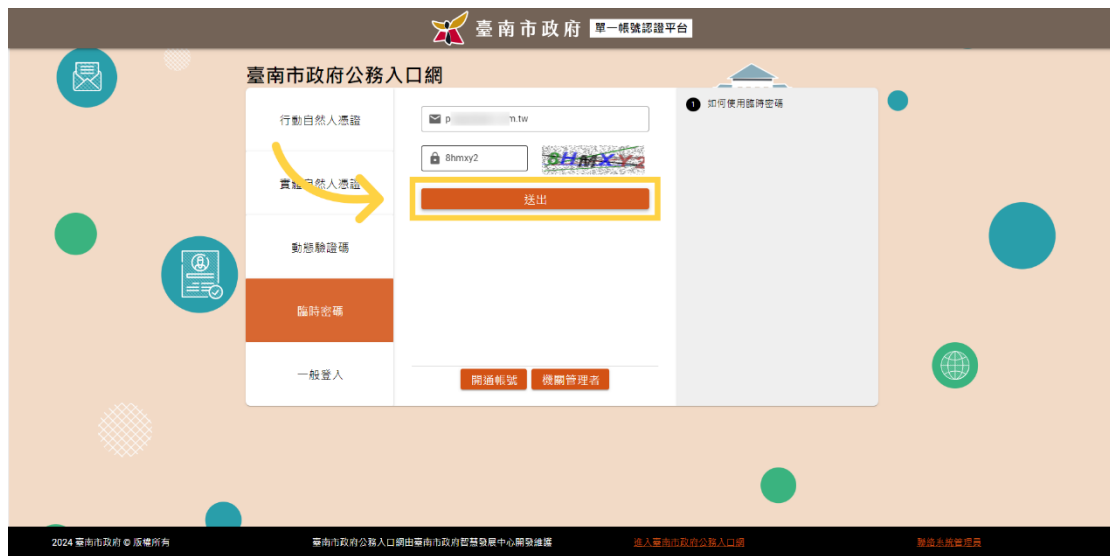 臺南市政府 單一帳號認證平台
臺南市政府公務入口網
行動自然人憑證
實體自然人憑證
動態驗證碼
臨時密碼
一般登入
p m.tw
8hmxy2
8HMXY2
送出
開通帳號 機關管理者
1 如何使用臨時密碼
2024 臺南市政府 © 版權所有
臺南市政府公務入口網由臺南市政府智慧發展中心開發維護
進入臺南市政府公務入口網
聯絡系統管理員